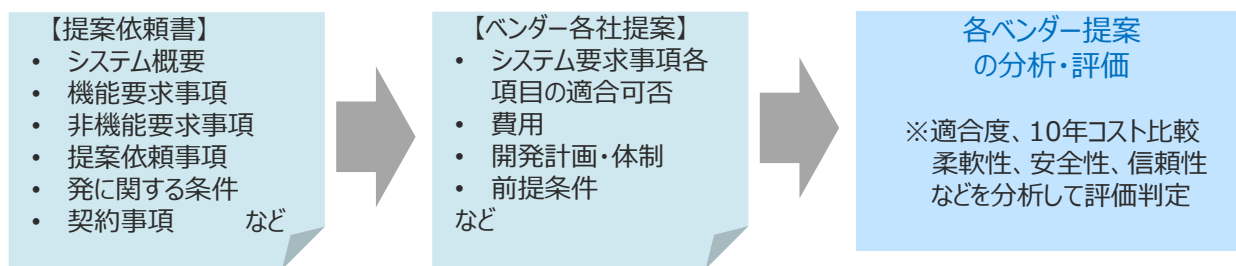 【提案依頼書】
• システム概要
• 機能要求事項
• 非機能要求事項
• 提案依頼事項
• 発に関する条件
• 契約事項 など
【ベンダー各社提案】
• システム要求事項各
項目の適合可否
• 費用
• 開発計画・体制
• 前提条件
など
各ベンダー提案
の分析・評価
※適合度、10年コスト比較
柔軟性、安全性、信頼性
などを分析して評価判定